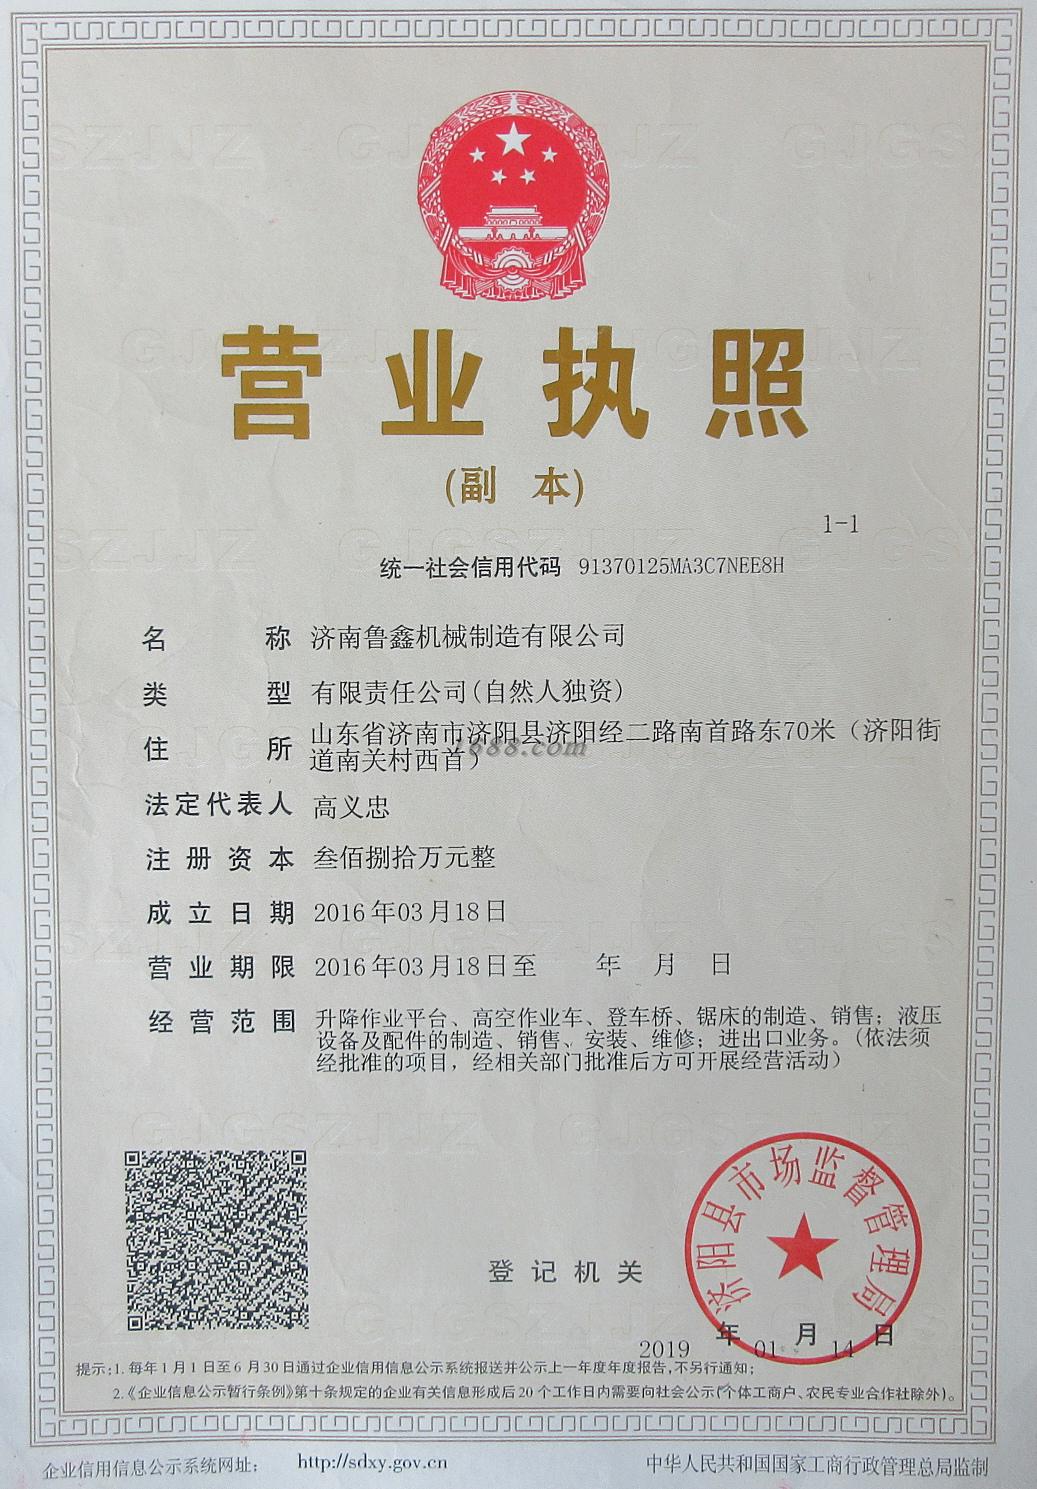 营业执照
(副 本)
1-1
统一社会信用代码 91370125MA3C7NEE8H
名 称 济南鲁鑫机械制造有限公司
类 型 有限责任公司(自然人独资)
住 所 山东省济南市济阳县济阳经二路南首路东70米（济阳街
道南关村西首）
1688.com
法定代表人 高义忠
注册资本 叁佰捌拾万元整
成立日期 2016年03月18日
营业期限 2016年03月18日至 年 月 日
经营范围 升降作业平台、高空作业车、登车桥、锯床的制造、销售；液压
设备及配件的制造、销售、安装、维修；进出口业务。(依法须
经批准的项目，经相关部门批准后方可开展经营活动）
济阳县市场监督管理局
登记机关
2019 年 01 月 14 日
提示:1.每年1月1日至6月30日通过企业信用信息公示系统报送并公示上一年度年度报告,不另行通知;
2.《企业信息公示暂行条例》第十条规定的企业有关信息形成后20个工作日内需要向社会公示(个体工商户、农民专业合作社除外)。
企业信用信息公示系统网址: http://sdxy.gov.cn 中华人民共和国国家工商行政管理总局监制